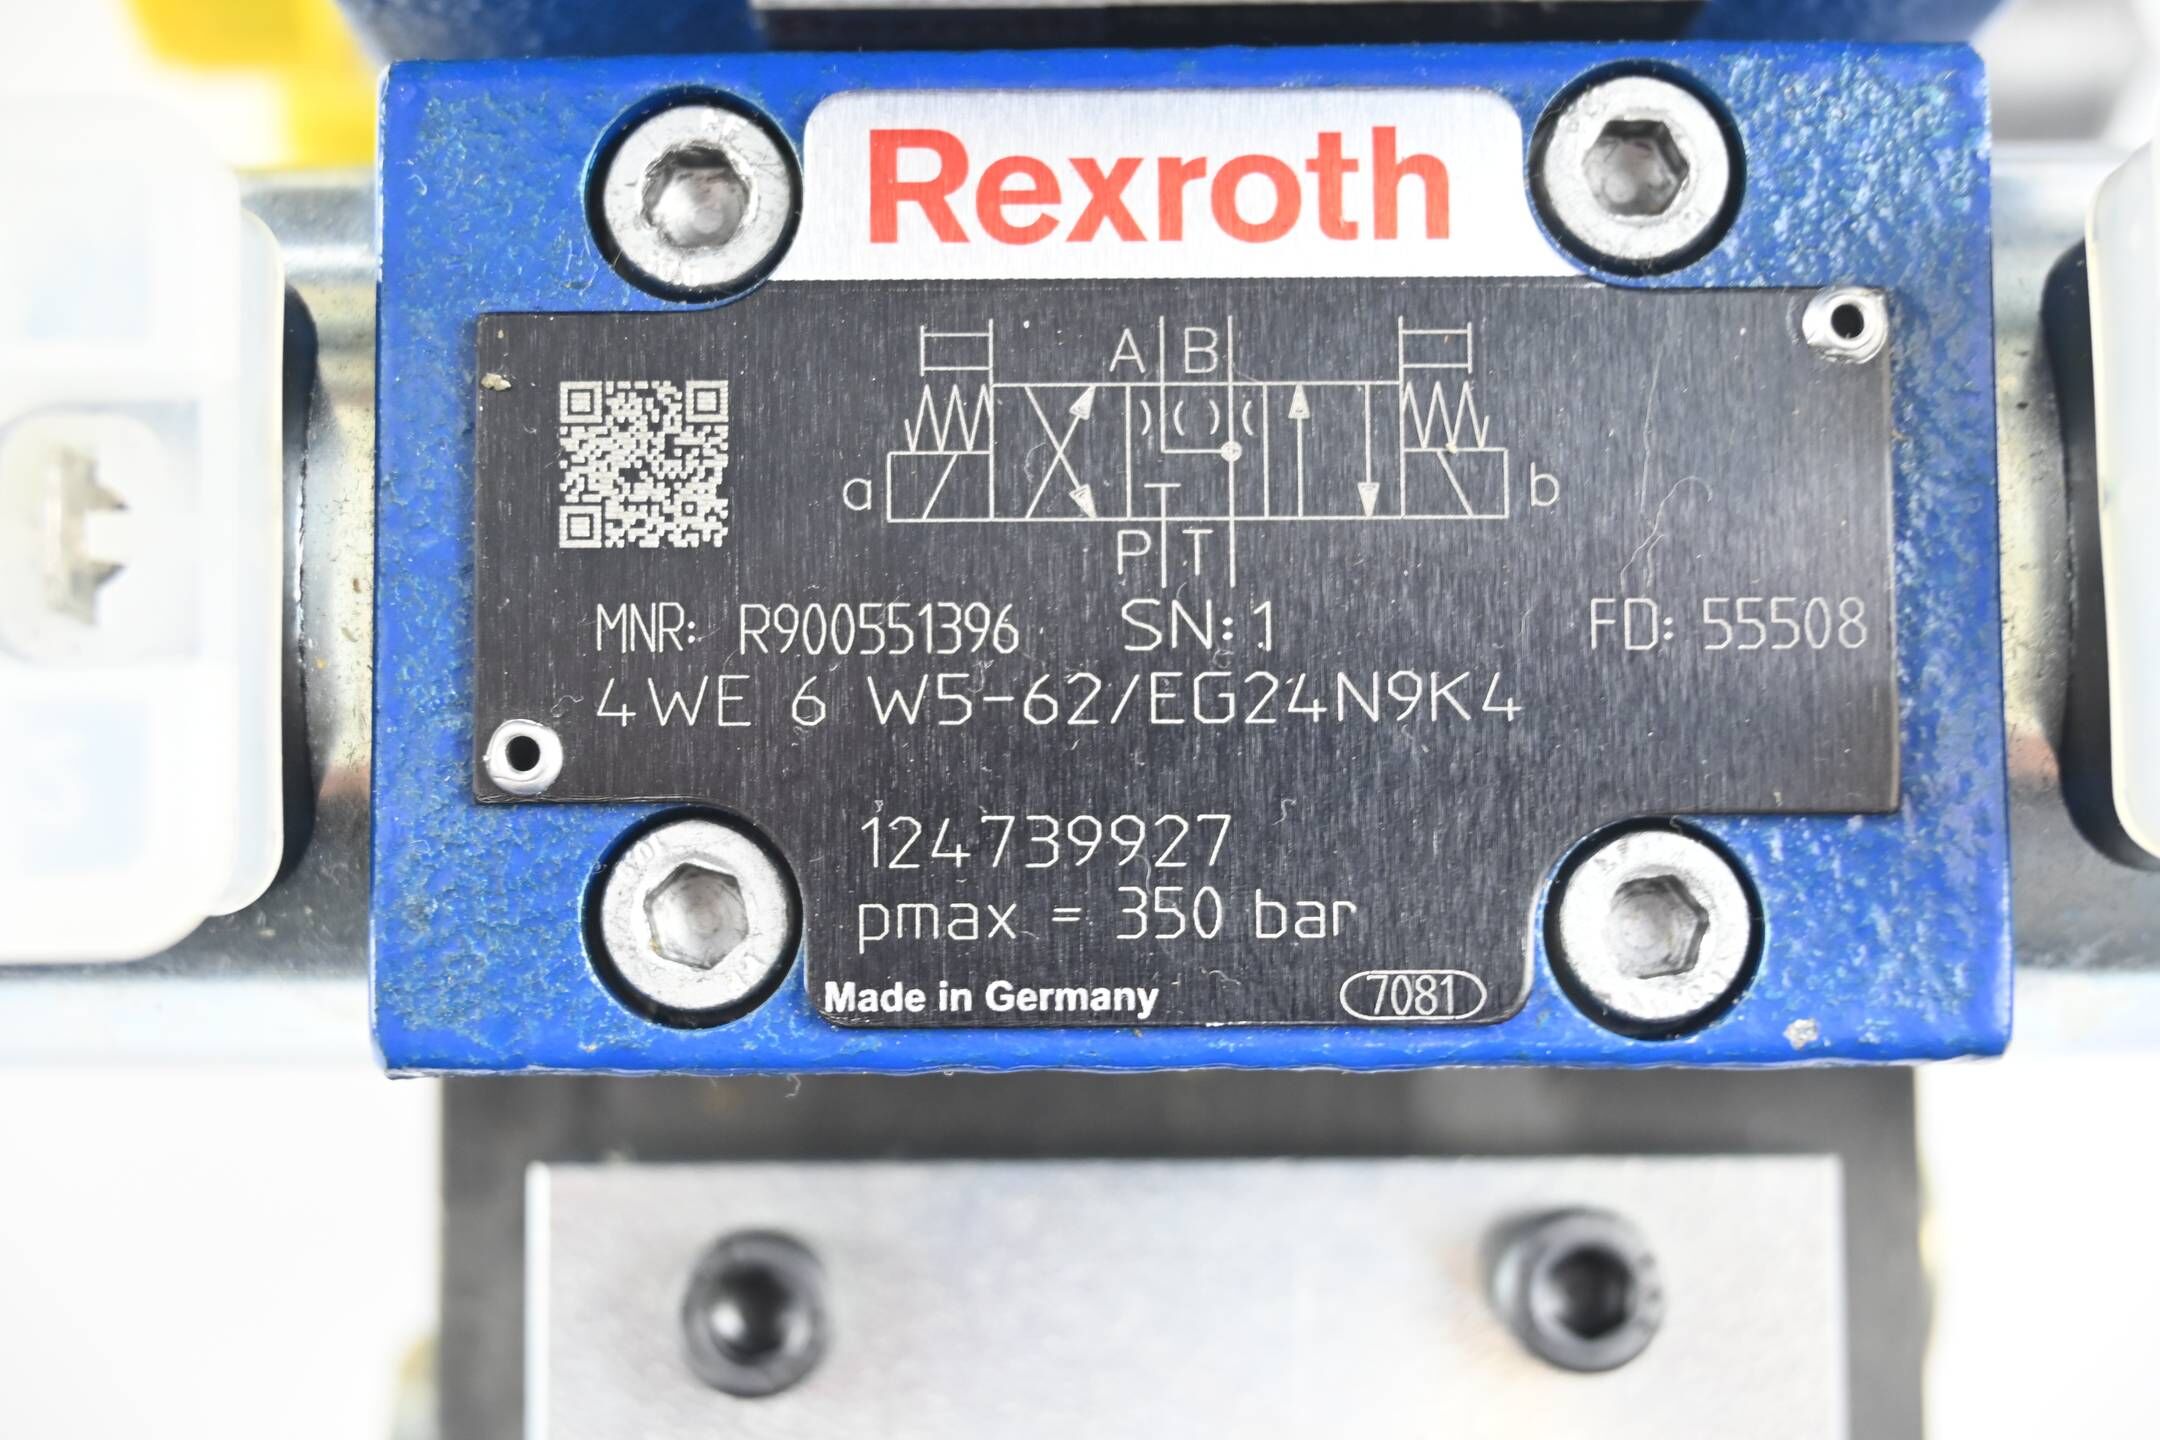 Rexroth
A B
a b
P T
MNR: R900551396 SN: 1 FD: 55508
4WE 6 W5-62/EG24N9K4
124739927
pmax = 350 bar
Made in Germany 7081